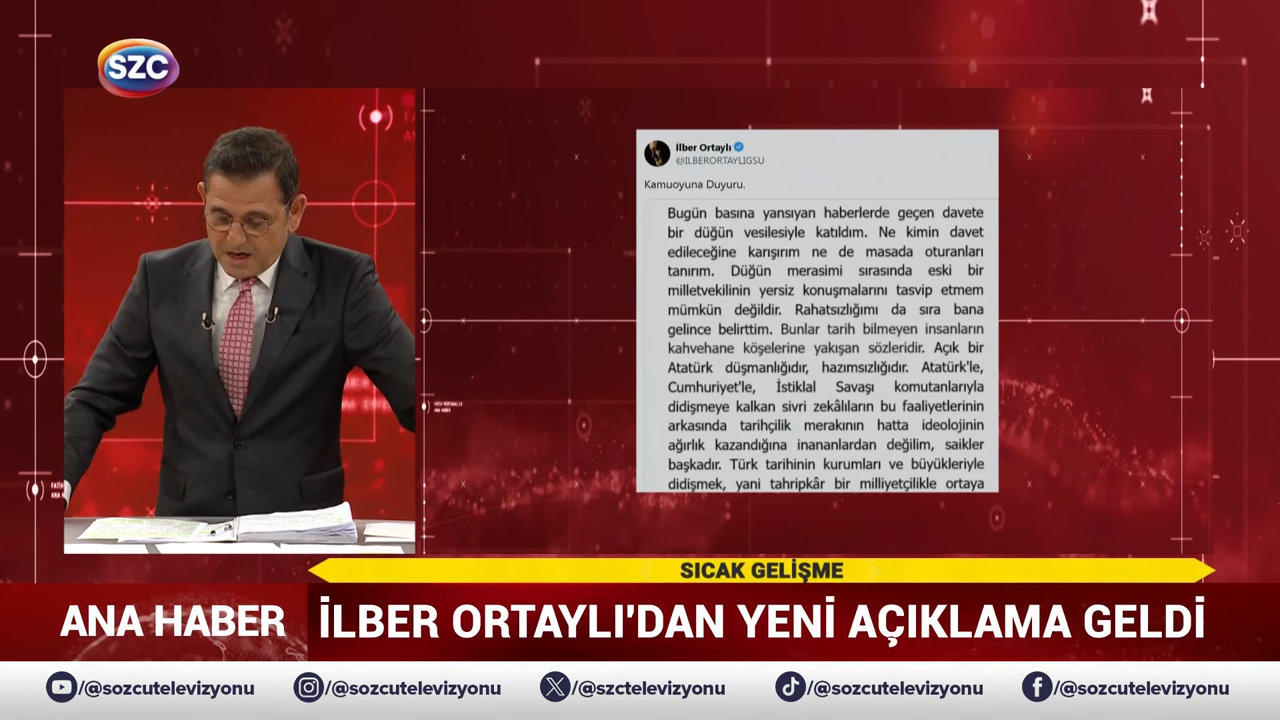 SZC
İlber Ortaylı
@ILBERORTAYLIGSU
Kamuoyuna Duyuru.
Bugün basına yansıyan haberlerde geçen davete
bir düğün vesilesiyle katıldım. Ne kimin davet
edileceğine karışırım ne de masada oturanları
tanırım. Düğün merasimi sırasında eski bir
milletvekilinin yersiz konuşmalarını tasvip etmem
mümkün değildir. Rahatsızlığımı da sıra bana
gelince belirttim. Bunlar tarih bilmeyen insanların
kahvehane köşelerine yakışan sözleridir. Açık bir
Atatürk düşmanlığıdır, hazımsızlığıdır. Atatürk'le,
Cumhuriyet'le, İstiklal Savaşı komutanlarıyla
didişmeye kalkan sivri zekâlıların bu faaliyetlerinin
arkasında tarihçilik merakının hatta ideolojinin
ağırlık kazandığına inananlardan değilim, saikler
başkadır. Türk tarihinin kurumları ve büyükleriyle
didişmek, yani tahripkâr bir milliyetçilikle ortaya
SICAK GELİŞME
ANA HABER
İLBER ORTAYLI'DAN YENİ AÇIKLAMA GELDİ
/@sozcutelevizyonu
/@sozcutelevizyonu
/@szctelevizyonu
/@sozcutelevizyonu
/@sozcutelevizyonu